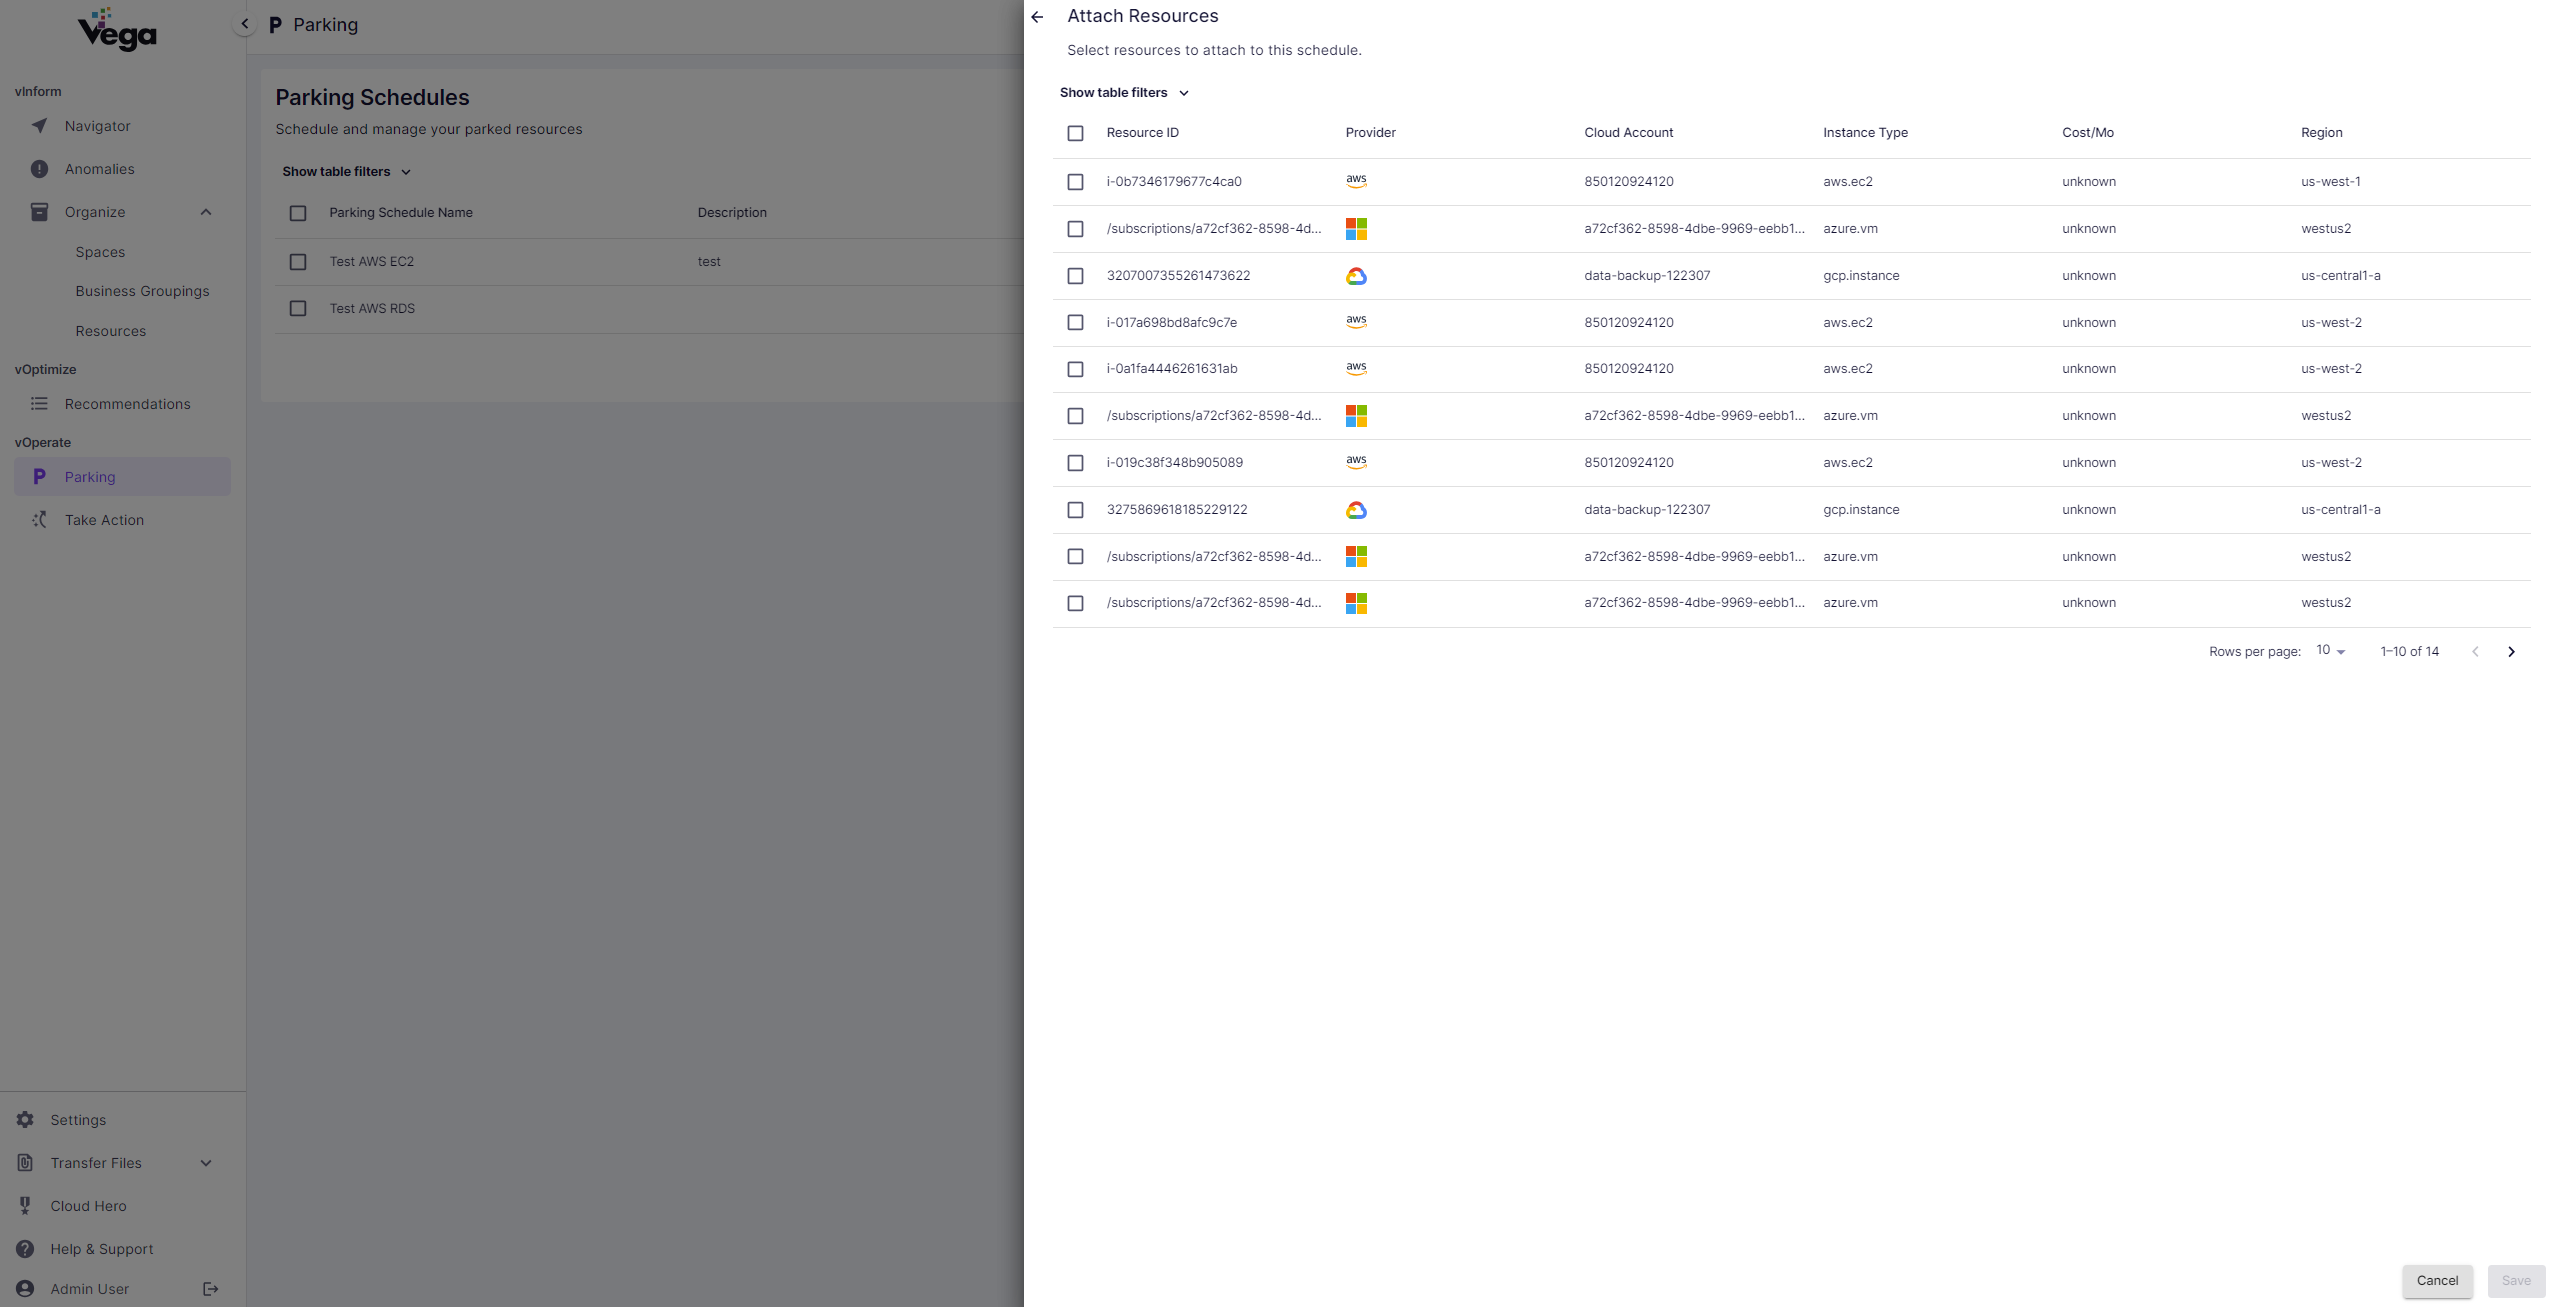 Vega
vInform
Navigator
Anomalies
Organize
Spaces
Business Groupings
Resources
vOptimize
Recommendations
vOperate
P Parking
Take Action
Settings
Transfer Files
Cloud Hero
Help & Support
Admin User
P Parking
Parking Schedules
Schedule and manage your parked resources
Show table filters
Parking Schedule Name Description
Test AWS EC2 test
Test AWS RDS
Attach Resources
Select resources to attach to this schedule.
Show table filters
Resource ID Provider Cloud Account Instance Type Cost/Mo Region
i-0b7346179677c4ca0 aws 850120924120 aws.ec2 unknown us-west-1
/subscriptions/a72cf362-8598-4d... a72cf362-8598-4dbe-9969-eebb1... azure.vm unknown westus2
3207007355261473622 data-backup-122307 gcp.instance unknown us-central1-a
i-017a698bd8afc9c7e aws 850120924120 aws.ec2 unknown us-west-2
i-0a1fa4446261631ab aws 850120924120 aws.ec2 unknown us-west-2
/subscriptions/a72cf362-8598-4d... a72cf362-8598-4dbe-9969-eebb1... azure.vm unknown westus2
i-019c38f348b905089 aws 850120924120 aws.ec2 unknown us-west-2
3275869618185229122 data-backup-122307 gcp.instance unknown us-central1-a
/subscriptions/a72cf362-8598-4d... a72cf362-8598-4dbe-9969-eebb1... azure.vm unknown westus2
/subscriptions/a72cf362-8598-4d... a72cf362-8598-4dbe-9969-eebb1... azure.vm unknown westus2
Rows per page: 10 1–10 of 14
Cancel Save